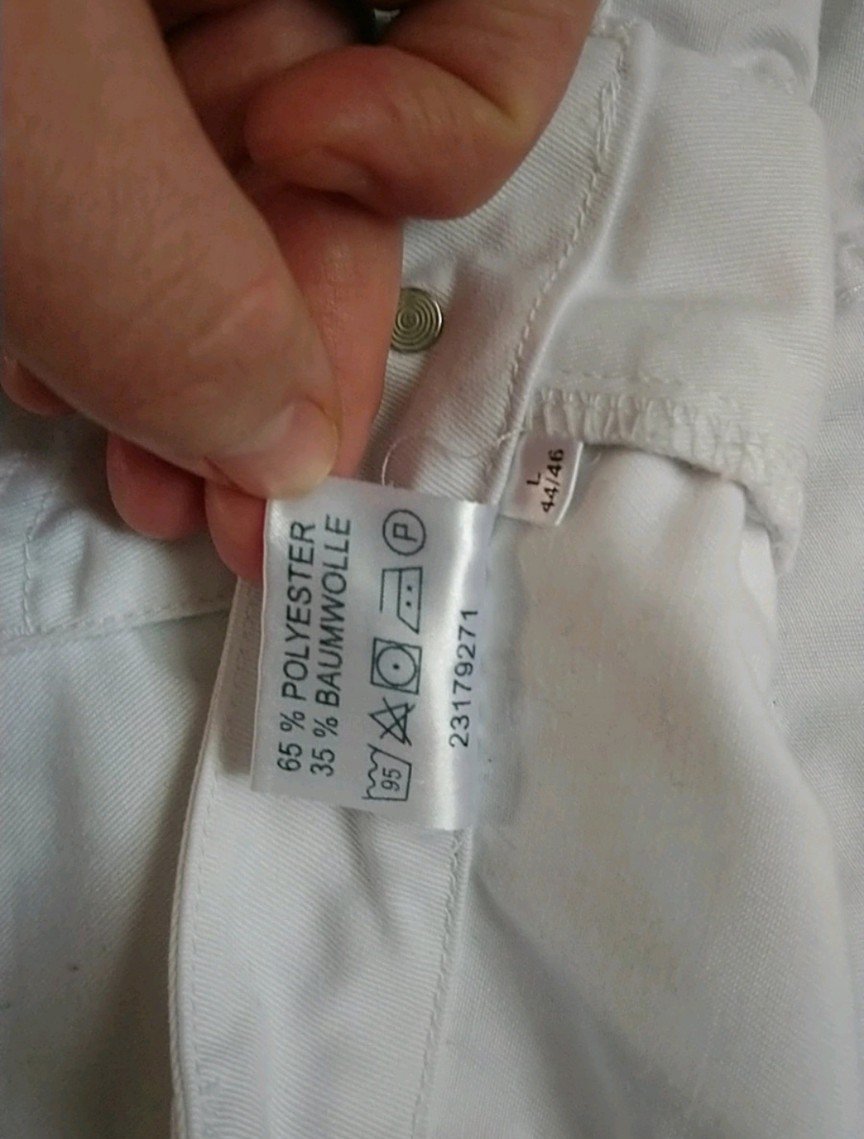 65 % POLYESTER
35 % BAUMWOLLE
95
P
23179271
L
44/46